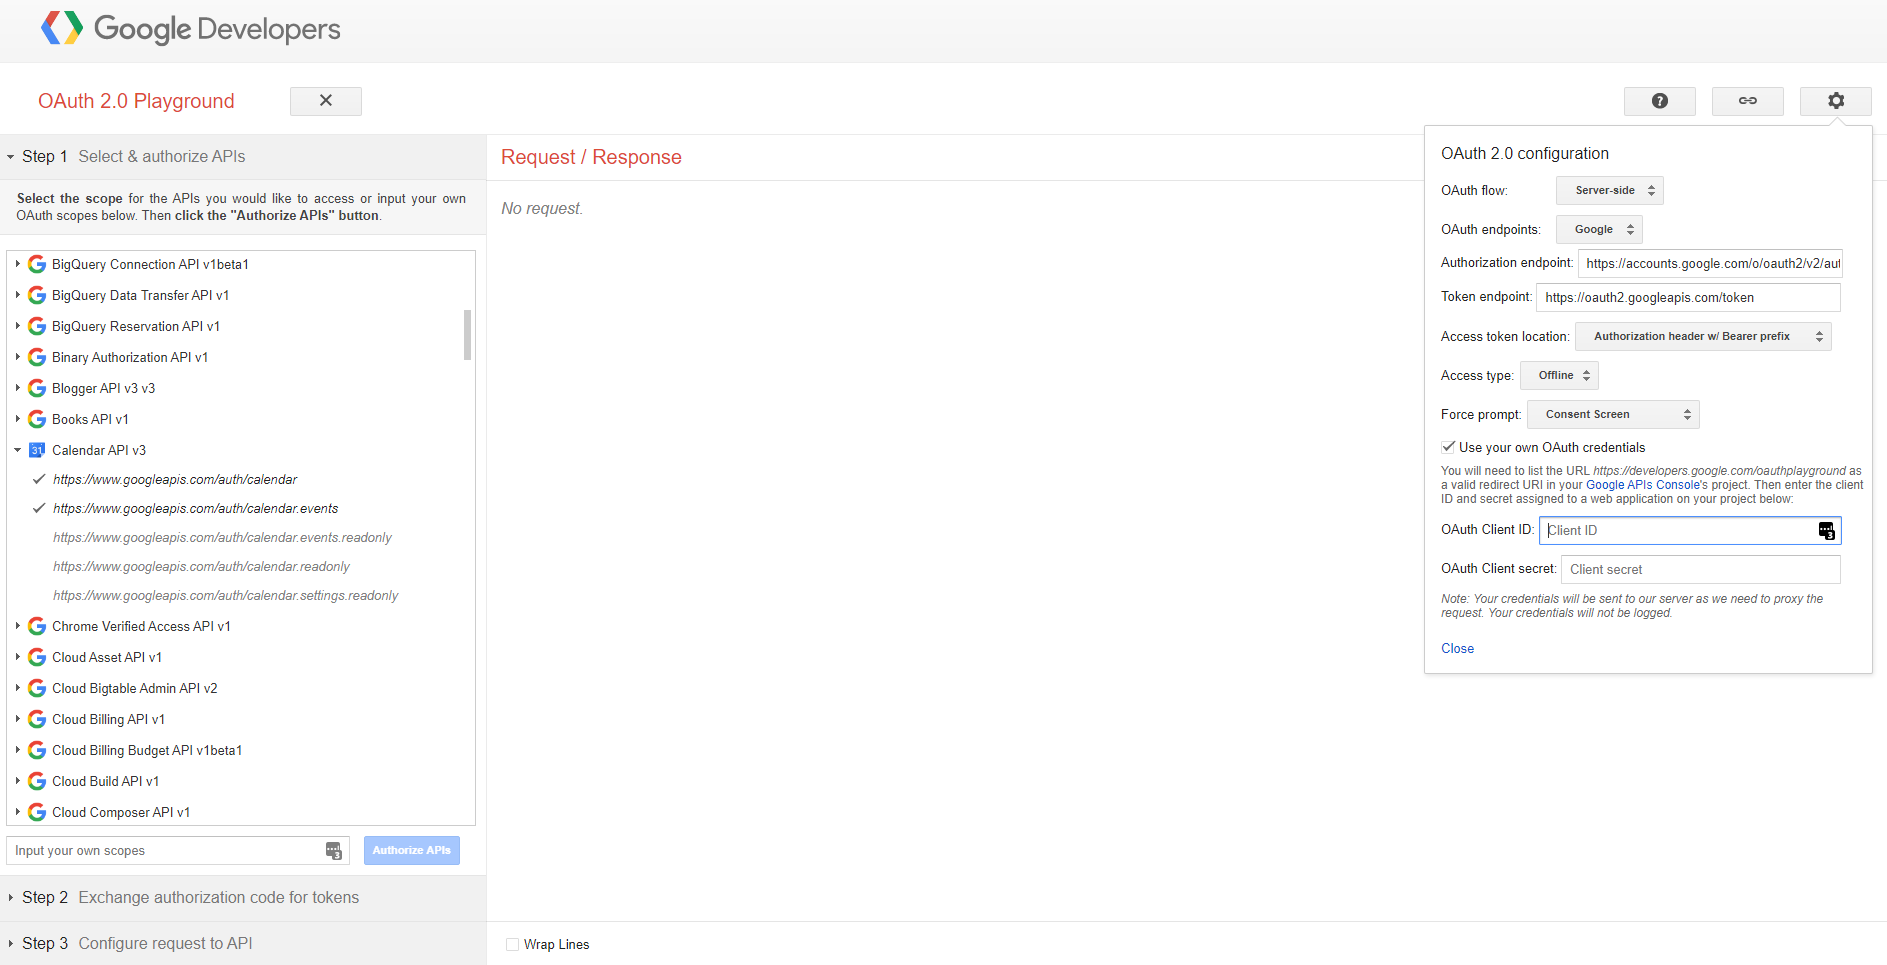 Google Developers
OAuth 2.0 Playground
Step 1 Select & authorize APIs
Select the scope for the APIs you would like to access or input your own
OAuth scopes below. Then click the "Authorize APIs" button.
BigQuery Connection API v1beta1
BigQuery Data Transfer API v1
BigQuery Reservation API v1
Binary Authorization API v1
Blogger API v3 v3
Books API v1
31 Calendar API v3
https://www.googleapis.com/auth/calendar
https://www.googleapis.com/auth/calendar.events
https://www.googleapis.com/auth/calendar.events.readonly
https://www.googleapis.com/auth/calendar.readonly
https://www.googleapis.com/auth/calendar.settings.readonly
Chrome Verified Access API v1
Cloud Asset API v1
Cloud Bigtable Admin API v2
Cloud Billing API v1
Cloud Billing Budget API v1beta1
Cloud Build API v1
Cloud Composer API v1
Input your own scopes 3
Authorize APIs
Step 2 Exchange authorization code for tokens
Step 3 Configure request to API
Request / Response
No request.
Wrap Lines
?
OAuth 2.0 configuration
OAuth flow: Server-side
OAuth endpoints: Google
Authorization endpoint: https://accounts.google.com/o/oauth2/v2/aut
Token endpoint: https://oauth2.googleapis.com/token
Access token location: Authorization header w/ Bearer prefix
Access type: Offline
Force prompt: Consent Screen
Use your own OAuth credentials
You will need to list the URL https://developers.google.com/oauthplayground as
a valid redirect URI in your Google APIs Console's project. Then enter the client
ID and secret assigned to a web application on your project below:
OAuth Client ID: Client ID 3
OAuth Client secret: Client secret
Note: Your credentials will be sent to our server as we need to proxy the
request. Your credentials will not be logged.
Close